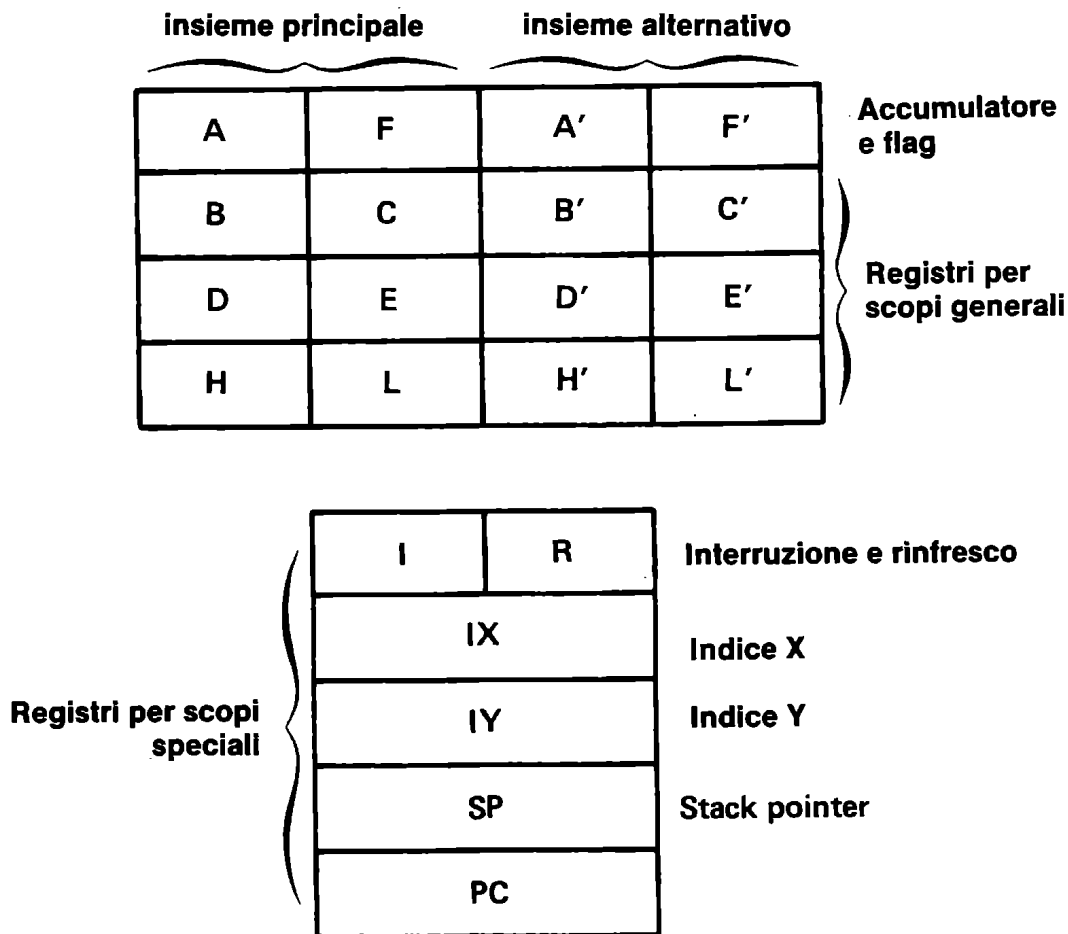 insieme principale insieme alternativo
A F A′ F′ Accumulatore
e flag
B C B′ C′
D E D′ E′ Registri per
scopi generali
H L H′ L′
I R Interruzione e rinfresco
IX Indice X
Registri per scopi
speciali
IY Indice Y
SP Stack pointer
PC